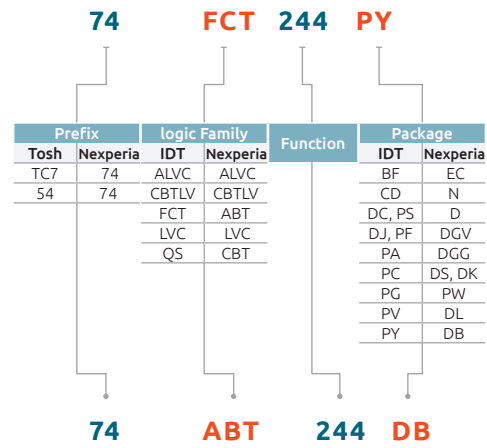 74 FCT 244 PY
Prefix logic Family Function Package
Tosh Nexperia IDT Nexperia IDT Nexperia
TC7 74 ALVC ALVC BF EC
54 74 CBTLV CBTLV CD N
FCT ABT DC, PS D
LVC LVC DJ, PF DGV
QS CBT PA DGG
PC DS, DK
PG PW
PV DL
PY DB
74 ABT 244 DB